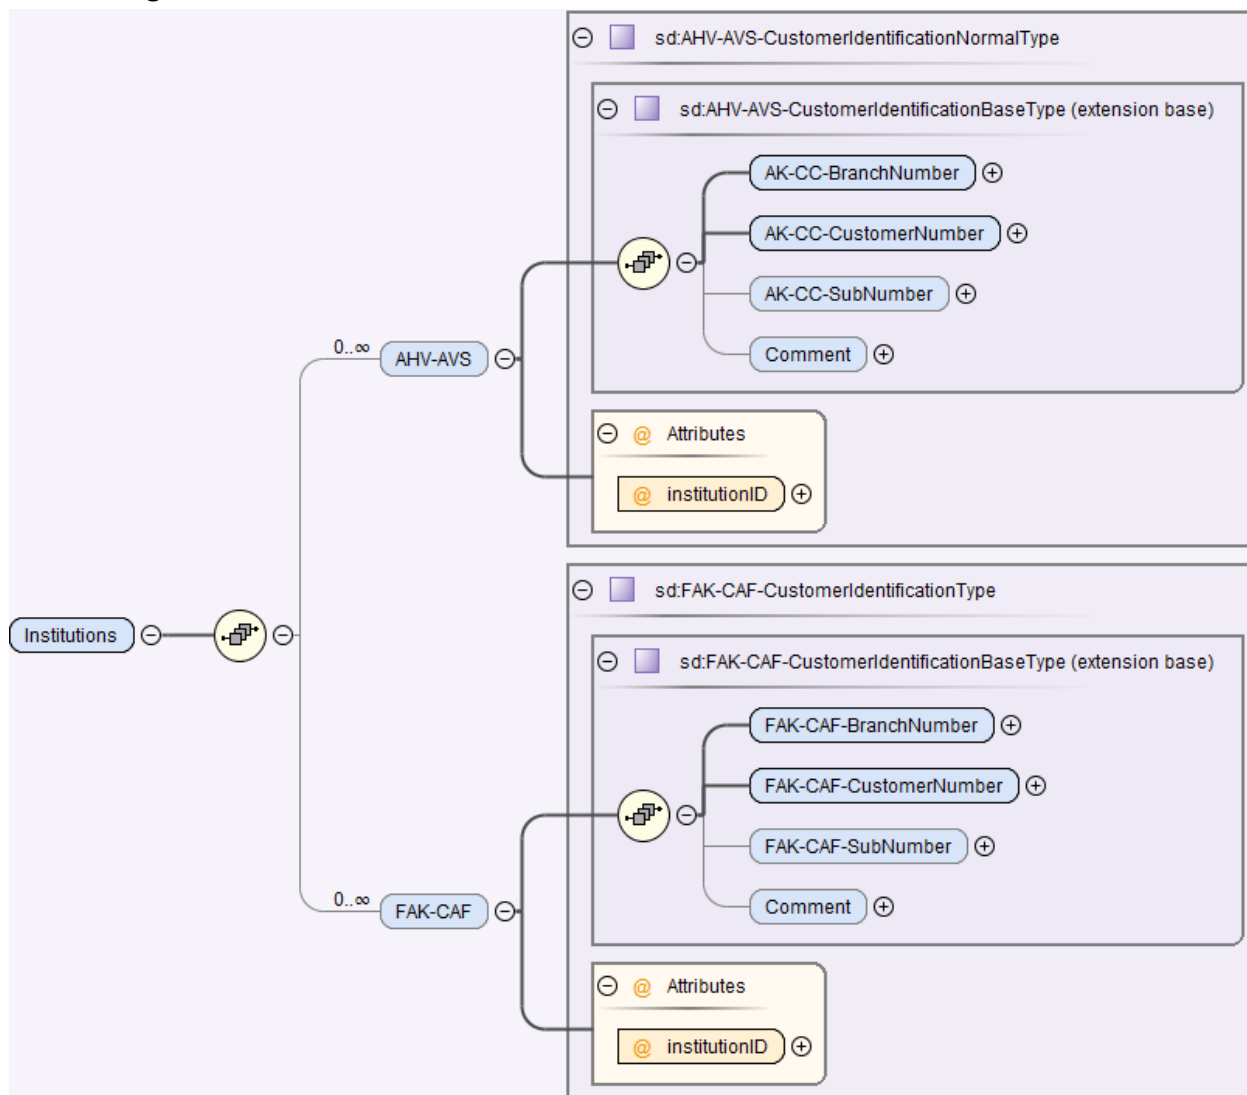 sd:AHV-AVS-CustomerIdentificationNormalType
sd:AHV-AVS-CustomerIdentificationBaseType (extension base)
AK-CC-BranchNumber
AK-CC-CustomerNumber
AK-CC-SubNumber
Comment
0..∞
AHV-AVS
@ Attributes
@ institutionID
Institutions
sd:FAK-CAF-CustomerIdentificationType
sd:FAK-CAF-CustomerIdentificationBaseType (extension base)
FAK-CAF-BranchNumber
FAK-CAF-CustomerNumber
FAK-CAF-SubNumber
Comment
0..∞
FAK-CAF
@ Attributes
@ institutionID